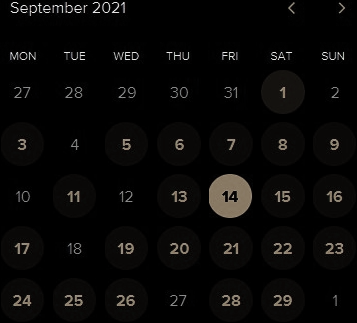 September 2021
MON TUE WED THU FRI SAT SUN
27 28 29 30 31 1 2
3 4 5 6 7 8 9
10 11 12 13 14 15 16
17 18 19 20 21 22 23
24 25 26 27 28 29 1